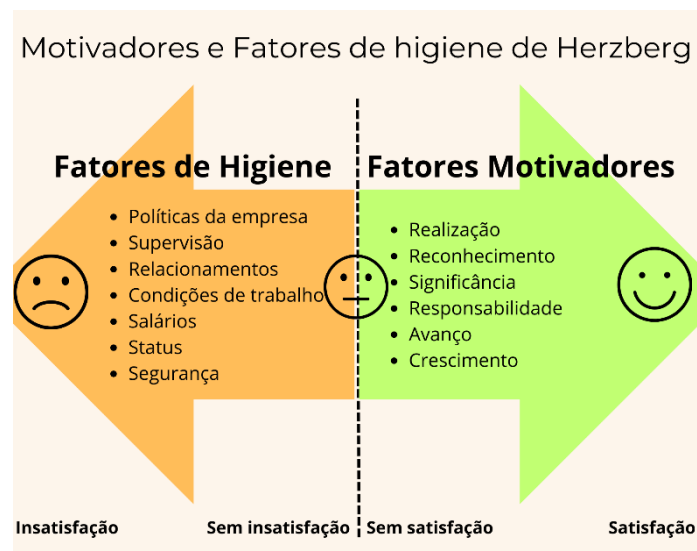 Motivadores e Fatores de higiene de Herzberg
Fatores de Higiene
• Políticas da empresa
• Supervisão
• Relacionamentos
• Condições de trabalho
• Salários
• Status
• Segurança
Fatores Motivadores
• Realização
• Reconhecimento
• Significância
• Responsabilidade
• Avanço
• Crescimento
Insatisfação
Sem insatisfação
Sem satisfação
Satisfação